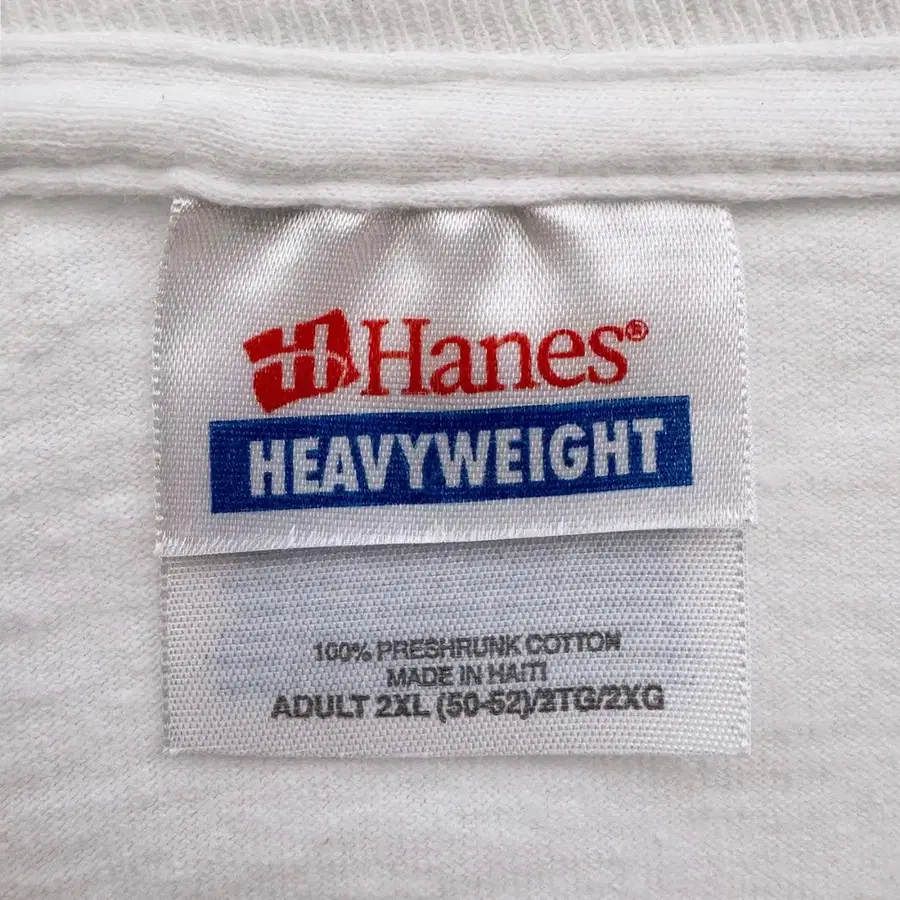 Hanes®
HEAVYWEIGHT
100% PRESHRUNK COTTON
MADE IN HAITI
ADULT 2XL (50-52)/2TG/2XG